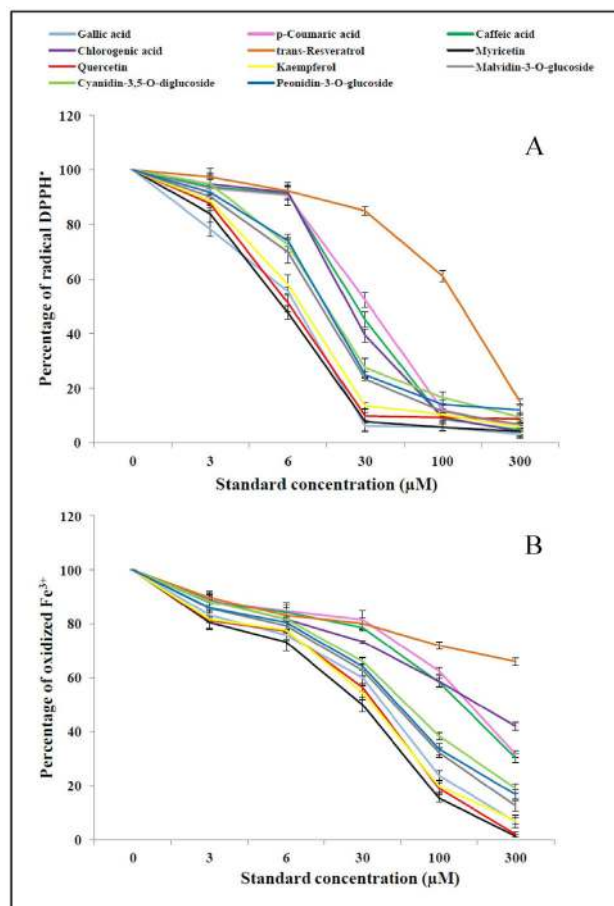 Gallic acid p-Coumaric acid Caffeic acid
Chlorogenic acid trans-Resveratrol Myricetin
Quercetin Kaempferol Malvidin-3-O-glucoside
Cyanidin-3,5-O-diglucoside Peonidin-3-O-glucoside
A
Percentage of radical DPPH•
120
100
80
60
40
20
0
0 3 6 30 100 300
Standard concentration (µM)
B
Percentage of oxidized Fe³⁺
120
100
80
60
40
20
0
0 3 6 30 100 300
Standard concentration (µM)